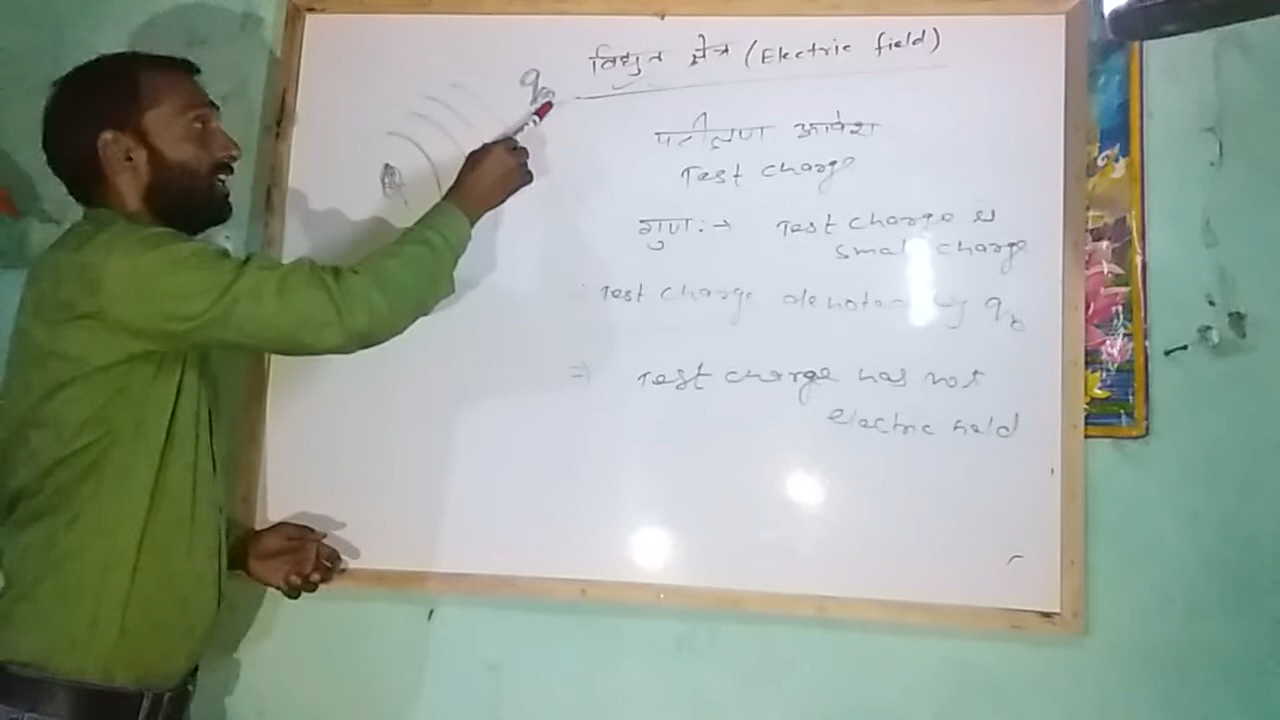 q₀
विद्युत क्षेत्र (Electric field)
परीक्षण आवेश
Test charge
गुण :→ Test charge is
small charge
Test charge denoted by q₀
⇒ Test charge has not
electric field